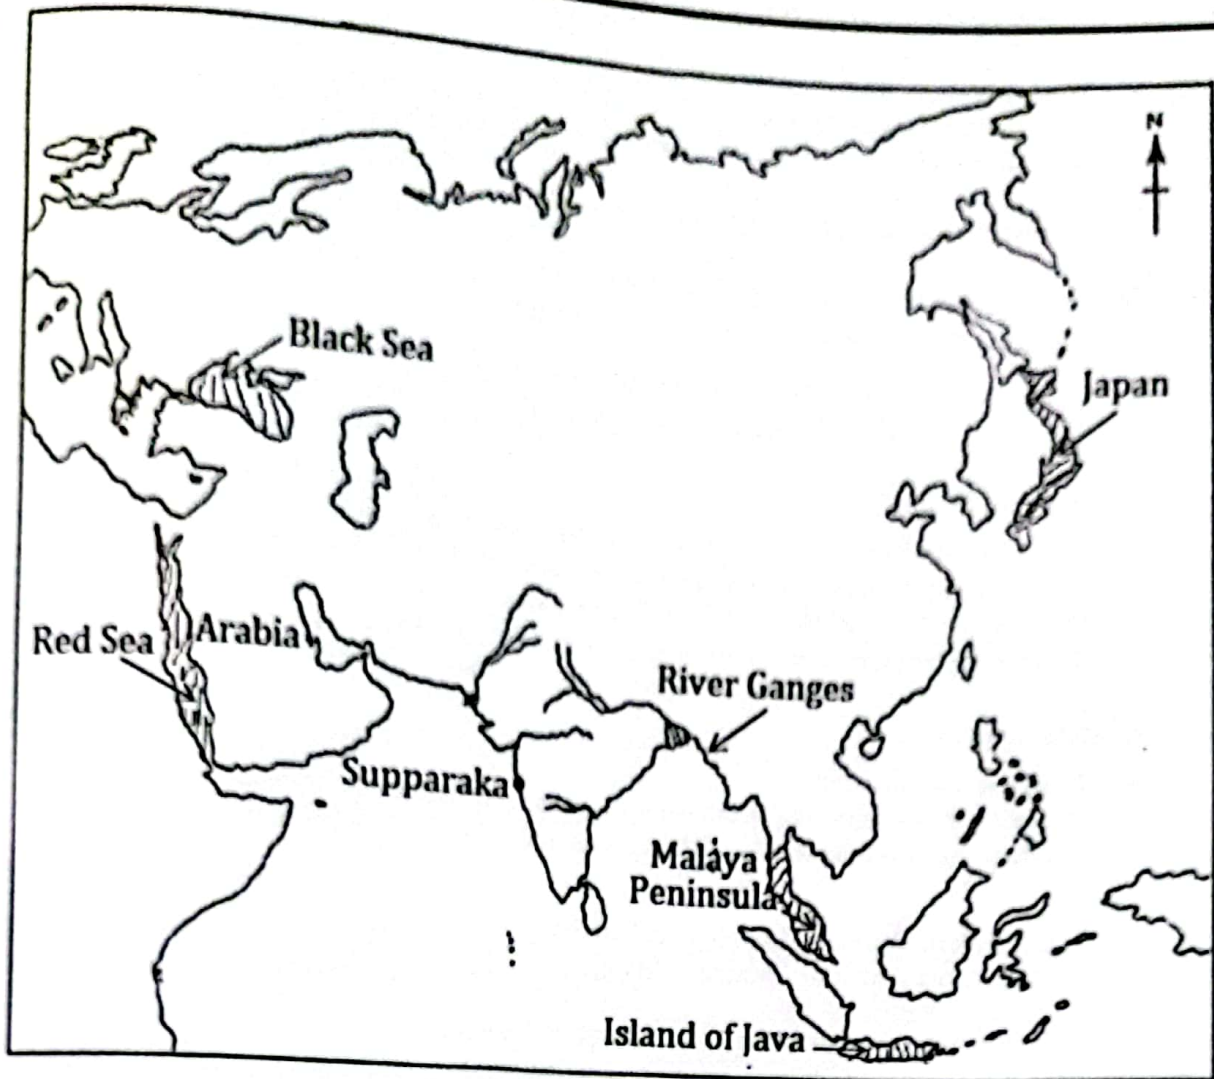 N
Black Sea
Japan
Red Sea
Arabia
River Ganges
Supparaka
Malaya
Peninsula
Island of Java